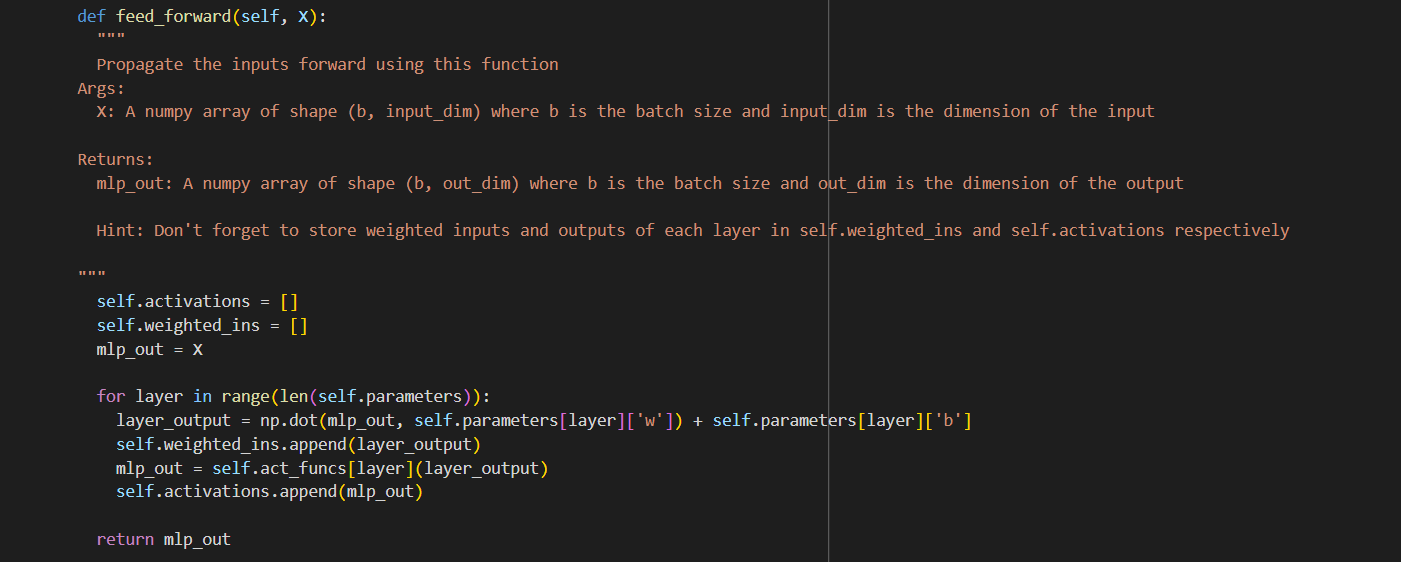 def feed_forward(self, X):
"""
Propagate the inputs forward using this function
Args:
X: A numpy array of shape (b, input_dim) where b is the batch size and input_dim is the dimension of the input
Returns:
mlp_out: A numpy array of shape (b, out_dim) where b is the batch size and out_dim is the dimension of the output
Hint: Don't forget to store weighted inputs and outputs of each layer in self.weighted_ins and self.activations respectively
"""
self.activations = []
self.weighted_ins = []
mlp_out = X
for layer in range(len(self.parameters)):
layer_output = np.dot(mlp_out, self.parameters[layer]['w']) + self.parameters[layer]['b']
self.weighted_ins.append(layer_output)
mlp_out = self.act_funcs[layer](layer_output)
self.activations.append(mlp_out)
return mlp_out